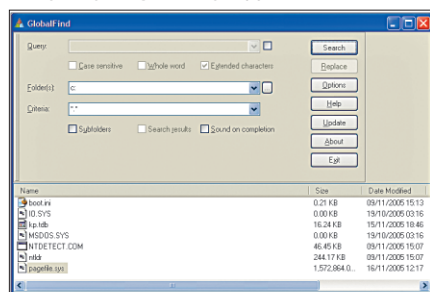 GlobalFind
Query: Search
Case sensitive Whole word Extended characters Replace
Folder(s): c: ... Options
Criteria: *.* Help
Subfolders Search results Sound on completion Update
About
Exit
Name Size Date Modified
boot.ini 0.21 KB 09/11/2005 15:13
IO.SYS 0.00 KB 19/10/2005 03:16
kp.tdb 16.24 KB 15/11/2005 18:46
MSDOS.SYS 0.00 KB 19/10/2005 03:16
NTDETECT.COM 46.45 KB 09/11/2005 15:07
ntldr 244.17 KB 09/11/2005 15:07
pagefile.sys 1,572,864.0... 16/11/2005 12:17